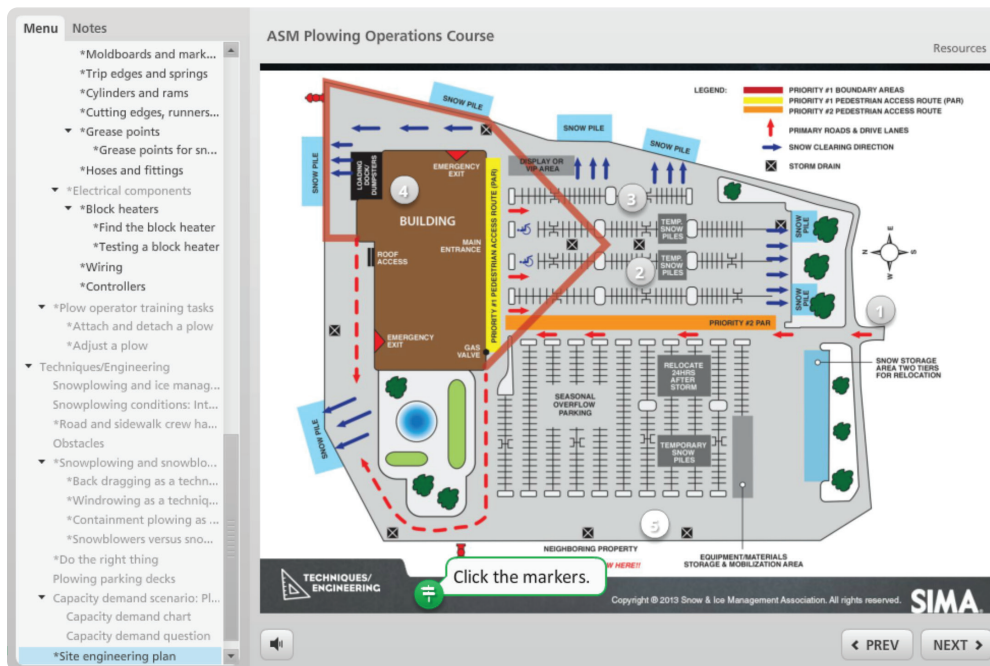 Menu
Notes
*Moldboards and mark...
*Trip edges and springs
*Cylinders and rams
*Cutting edges, runners...
*Grease points
*Grease points for sn...
*Hoses and fittings
*Electrical components
*Block heaters
*Find the block heater
*Testing a block heater
*Wiring
*Controllers
*Plow operator training tasks
*Attach and detach a plow
*Adjust a plow
Techniques/Engineering
Snowplowing and ice manag...
Snowplowing conditions: Int...
*Road and sidewalk crew ha...
Obstacles
*Snowplowing and snowblo...
*Back dragging as a techn...
*Windrowing as a techniq...
*Containment plowing as ...
*Snowblowers versus sno...
*Do the right thing
Plowing parking decks
Capacity demand scenario: Pl...
Capacity demand chart
Capacity demand question
*Site engineering plan
ASM Plowing Operations Course
Resources
LEGEND:
PRIORITY #1 BOUNDARY AREAS
PRIORITY #1 PEDESTRIAN ACCESS ROUTE (PAR)
PRIORITY #2 PEDESTRIAN ACCESS ROUTE
PRIMARY ROADS & DRIVE LANES
SNOW CLEARING DIRECTION
STORM DRAIN
SNOW PILE
SNOW PILE
SNOW PILE
SNOW PILE
LOADING
DOCK/
DUMPSTERS
EMERGENCY
EXIT
DISPLAY OR
VIP AREA
4
3
BUILDING
PRIORITY #1 PEDESTRIAN ACCESS ROUTE (PAR)
TEMP.
SNOW
PILES
SNOW
PILE
MAIN
ENTRANCE
ROOF
ACCESS
TEMP.
SNOW
PILES
2
N
E
S
W
SNOW
PILE
1
PRIORITY #2 PAR
EMERGENCY
EXIT
GAS
VALVE
SNOW STORAGE
AREA TWO TIERS
FOR RELOCATION
RELOCATE
24HRS
AFTER
STORM
SEASONAL
OVERFLOW
PARKING
SNOW PILE
TEMPORARY
SNOW
PILES
5
NEIGHBORING PROPERTY
W HERE!!
EQUIPMENT/MATERIALS
STORAGE & MOBILIZATION AREA
TECHNIQUES/
ENGINEERING
Click the markers.
Copyright © 2013 Snow & Ice Management Association. All rights reserved.
SIMA
PREV
NEXT